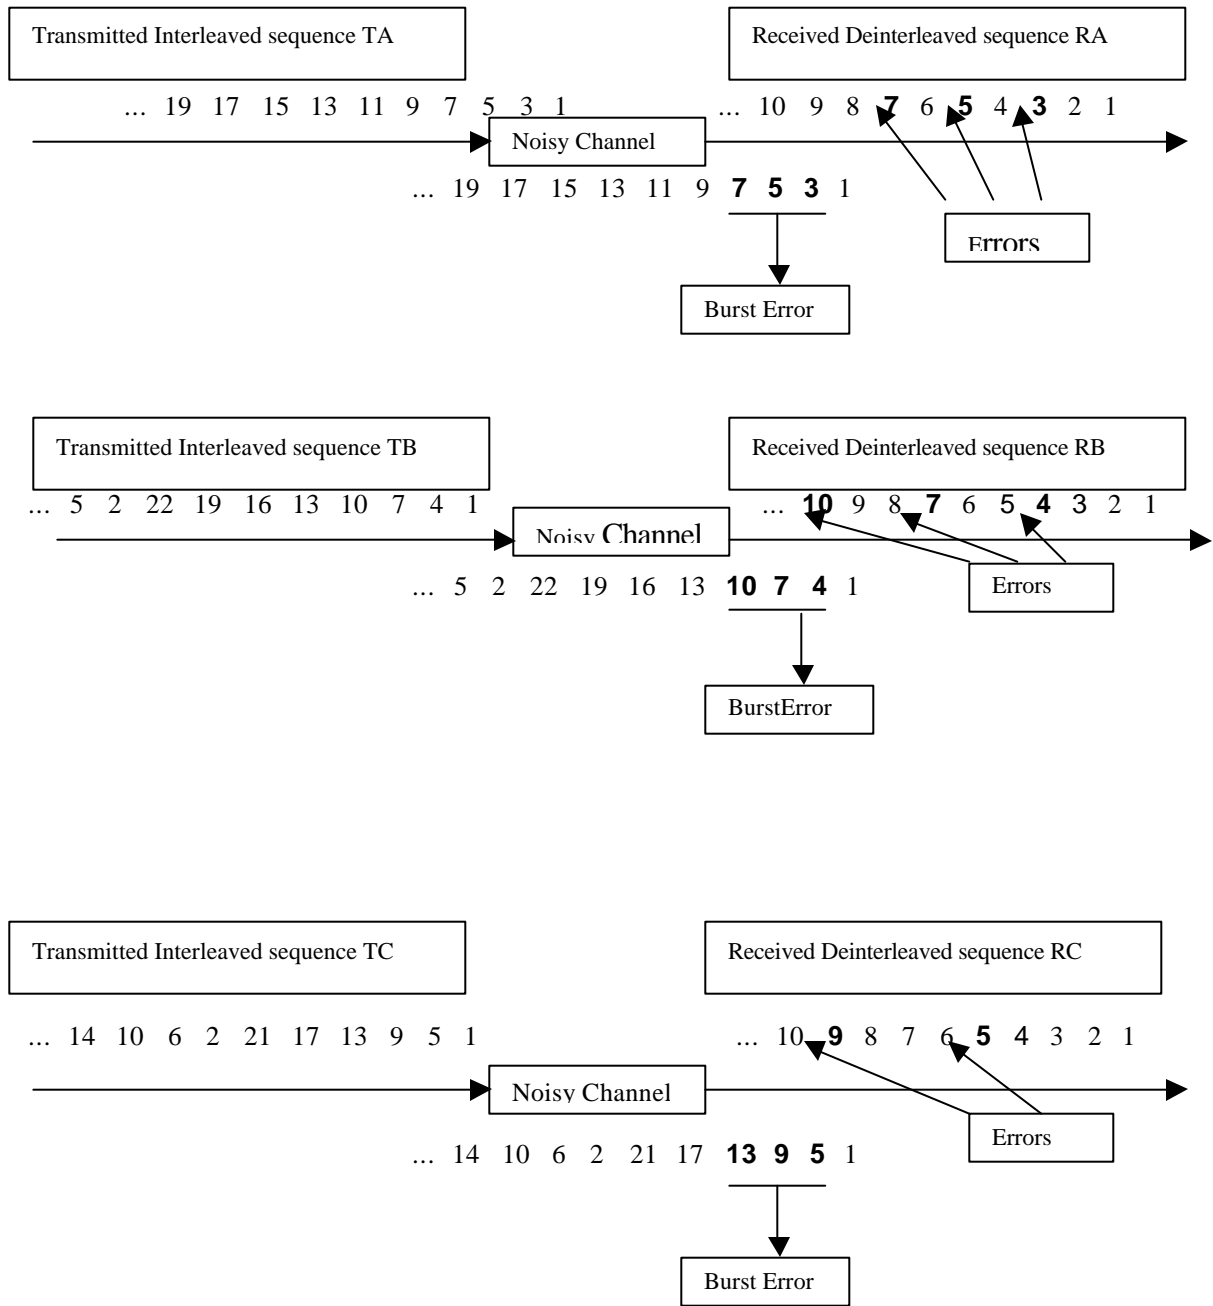 Transmitted Interleaved sequence TA
Received Deinterleaved sequence RA
... 19 17 15 13 11 9 7 5 3 1
... 10 9 8 7 6 5 4 3 2 1
Noisy Channel
... 19 17 15 13 11 9 7 5 3 1
Errors
Burst Error
Transmitted Interleaved sequence TB
Received Deinterleaved sequence RB
... 5 2 22 19 16 13 10 7 4 1
... 10 9 8 7 6 5 4 3 2 1
Noisy Channel
... 5 2 22 19 16 13 10 7 4 1
Errors
BurstError
Transmitted Interleaved sequence TC
Received Deinterleaved sequence RC
... 14 10 6 2 21 17 13 9 5 1
... 10 9 8 7 6 5 4 3 2 1
Noisy Channel
... 14 10 6 2 21 17 13 9 5 1
Errors
Burst Error